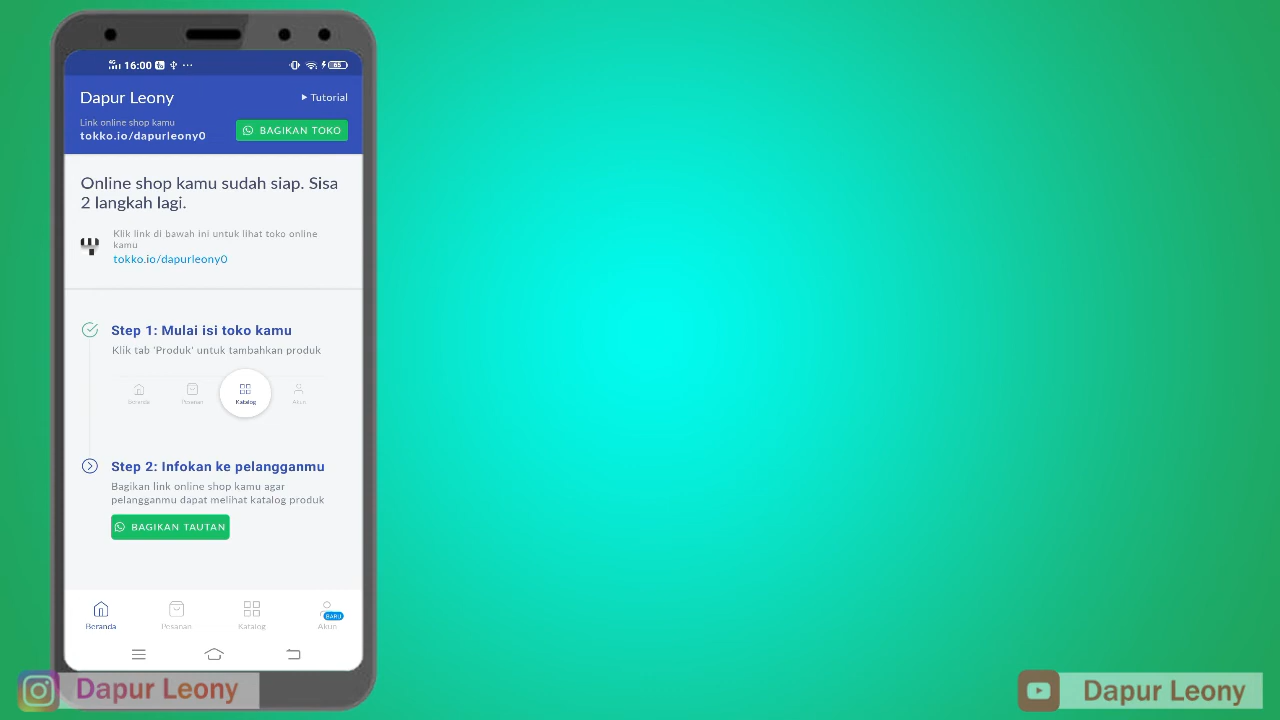 16:00
65
Dapur Leony
Tutorial
Link online shop kamu
tokko.io/dapurleony0
BAGIKAN TOKO
Online shop kamu sudah siap. Sisa
2 langkah lagi.
Klik link di bawah ini untuk lihat toko online
kamu
tokko.io/dapurleony0
Step 1: Mulai isi toko kamu
Klik tab 'Produk' untuk tambahkan produk
Beranda
Pesanan
Katalog
Akun
Step 2: Infokan ke pelangganmu
Bagikan link online shop kamu agar
pelangganmu dapat melihat katalog produk
BAGIKAN TAUTAN
BARU
Beranda
Pesanan
Katalog
Akun
Dapur Leony
Dapur Leony